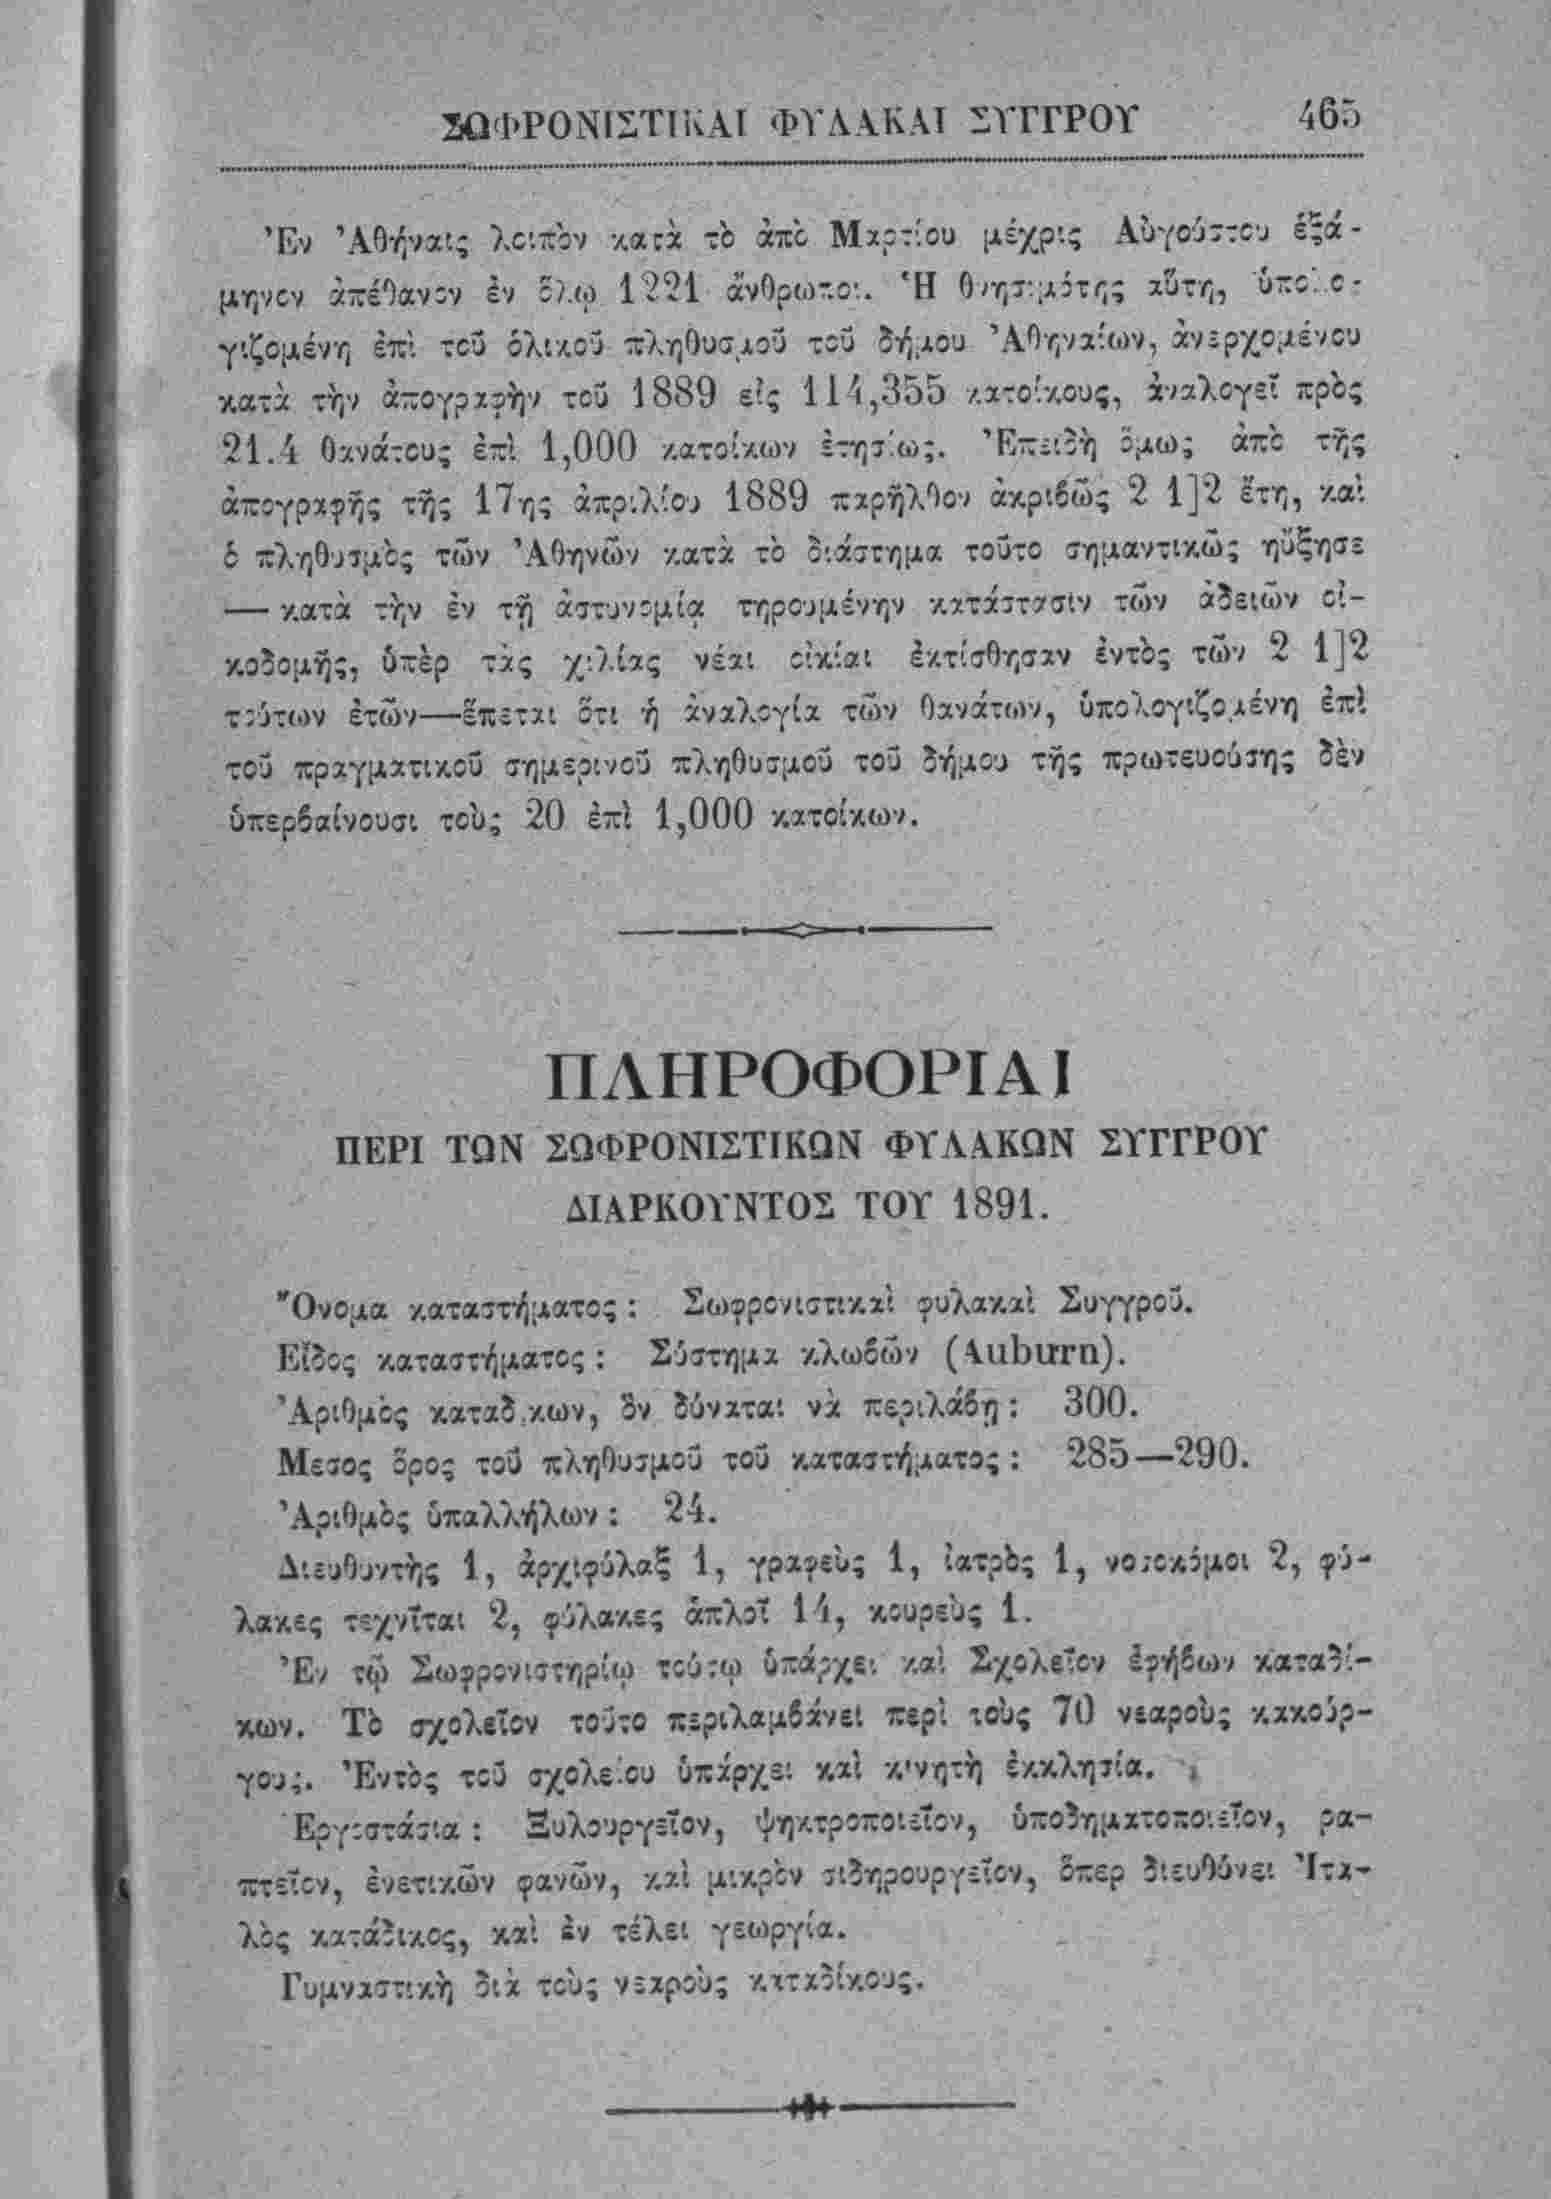 ΣΩΦΡΟΝΙΣΤΙΚΑΙ ΦΥΛΑΚΑΙ ΣΥΓΓΡΟΥ 465
Ἐν Ἀθήναις λοιπὸν κατὰ τὸ ἀπὸ Μαρτίου μέχρις Αὐγούστου ἑξά-
μηνον ἀπέθανον ἐν ὅλῳ 1221 ἄνθρωποι. Ἡ θνησιμότης αὕτη, ὑπολο-
γιζομένη ἐπὶ τοῦ ὁλικοῦ πληθυσμοῦ τοῦ δήμου Ἀθηναίων, ἀνερχομένου
κατὰ τὴν ἀπογραφὴν τοῦ 1889 εἰς 114,355 κατοίκους, ἀναλογεῖ πρὸς
21.4 θανάτους ἐπὶ 1,000 κατοίκων ἐτησίως. Ἐπειδὴ ὅμως ἀπὸ τῆς
ἀπογραφῆς τῆς 17ης ἀπριλίου 1889 παρῆλθον ἀκριβῶς 2 1]2 ἔτη, καὶ
ὁ πληθυσμὸς τῶν Ἀθηνῶν κατὰ τὸ διάστημα τοῦτο σημαντικῶς ηὔξησε
— κατὰ τὴν ἐν τῇ ἀστυνομίᾳ τηρουμένην κατάστασιν τῶν ἀδειῶν οἰ-
κοδομῆς, ὑπὲρ τὰς χιλίας νέαι οἰκίαι ἐκτίσθησαν ἐντὸς τῶν 2 1]2
τούτων ἐτῶν—ἕπεται ὅτι ἡ ἀναλογία τῶν θανάτων, ὑπολογιζομένη ἐπὶ
τοῦ πραγματικοῦ σημερινοῦ πληθυσμοῦ τοῦ δήμου τῆς πρωτευούσης δὲν
ὑπερβαίνουσι τοὺς 20 ἐπὶ 1,000 κατοίκων.
ΠΛΗΡΟΦΟΡΙΑΙ
ΠΕΡΙ ΤΩΝ ΣΩΦΡΟΝΙΣΤΙΚΩΝ ΦΥΛΑΚΩΝ ΣΥΓΓΡΟΥ
ΔΙΑΡΚΟΥΝΤΟΣ ΤΟΥ 1891.
Ὄνομα καταστήματος : Σωφρονιστικαὶ φυλακαὶ Συγγροῦ.
Εἶδος καταστήματος : Σύστημα κλωβῶν (Auburn).
Ἀριθμὸς καταδίκων, ὃν δύναται νὰ περιλάβῃ : 300.
Μεσος ὅρος τοῦ πληθυσμοῦ τοῦ καταστήματος : 285—290.
Ἀριθμὸς ὑπαλλήλων : 24.
Διευθυντὴς 1, ἀρχιφύλαξ 1, γραφεὺς 1, ἰατρὸς 1, νοσοκόμοι 2, φύ-
λακες τεχνῖται 2, φύλακες ἁπλοῖ 14, κουρεὺς 1.
Ἐν τῷ Σωφρονιστηρίῳ τούτῳ ὑπάρχει καὶ Σχολεῖον ἐφήβων καταδί-
κων. Τὸ σχολεῖον τοῦτο περιλαμβάνει περὶ τοὺς 70 νεαροὺς κακούρ-
γους. Ἐντὸς τοῦ σχολείου ὑπάρχει καὶ κινητὴ ἐκκλησία.
Ἐργοστάσια : Ξυλουργεῖον, ψηκτροποιεῖον, ὑποδηματοποιεῖον, ρα-
πτεῖον, ἐνετικῶν φανῶν, καὶ μικρὸν σιδηρουργεῖον, ὅπερ διευθύνει Ἰτα-
λὸς κατάδικος, καὶ ἐν τέλει γεωργία.
Γυμναστικὴ διὰ τοὺς νεαροὺς καταδίκους.